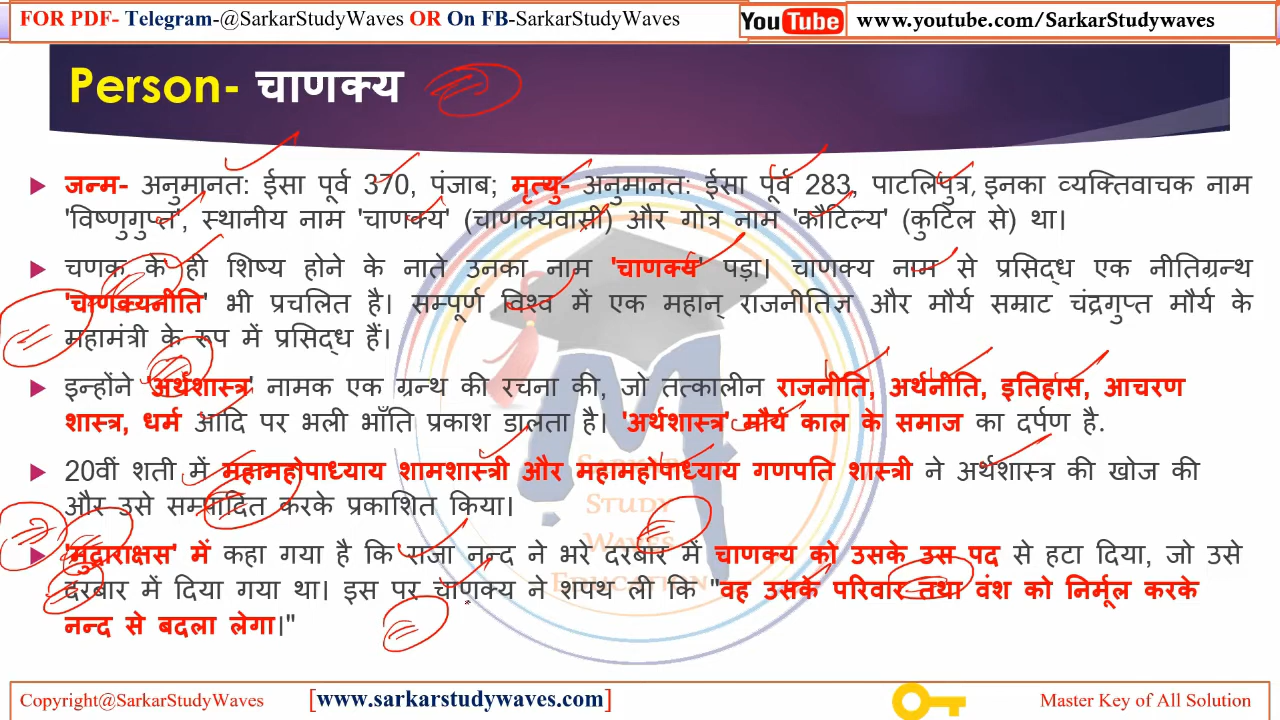 FOR PDF- Telegram-@SarkarStudyWaves OR On FB-SarkarStudyWaves
YouTube www.youtube.com/SarkarStudywaves
Person- चाणक्य
जन्म- अनुमानत: ईसा पूर्व 370, पंजाब; मृत्यु- अनुमानत: ईसा पूर्व 283, पाटलिपुत्र, इनका व्यक्तिवाचक नाम
'विष्णुगुप्त', स्थानीय नाम 'चाणक्य' (चाणक्यवासी) और गोत्र नाम 'कौटिल्य' (कुटिल से) था।
चणक के ही शिष्य होने के नाते उनका नाम 'चाणक्य' पड़ा। चाणक्य नाम से प्रसिद्ध एक नीतिग्रन्थ
'चाणक्यनीति' भी प्रचलित है। सम्पूर्ण विश्व में एक महान् राजनीतिज्ञ और मौर्य सम्राट चंद्रगुप्त मौर्य के
महामंत्री के रूप में प्रसिद्ध हैं।
इन्होंने 'अर्थशास्त्र' नामक एक ग्रन्थ की रचना की, जो तत्कालीन राजनीति, अर्थनीति, इतिहास, आचरण
शास्त्र, धर्म आदि पर भली भाँति प्रकाश डालता है। 'अर्थशास्त्र' मौर्य काल के समाज का दर्पण है.
20वीं शती में महामहोपाध्याय शामशास्त्री और महामहोपाध्याय गणपति शास्त्री ने अर्थशास्त्र की खोज की
और उसे सम्पादित करके प्रकाशित किया।
'मुद्राराक्षस' में कहा गया है कि राजा नन्द ने भरे दरबार में चाणक्य को उसके उस पद से हटा दिया, जो उसे
दरबार में दिया गया था। इस पर चाणक्य ने शपथ ली कि "वह उसके परिवार तथा वंश को निर्मूल करके
नन्द से बदला लेगा।"
Sarkar
Study
Waves
Education
Copyright@SarkarStudyWaves
[www.sarkarstudywaves.com]
Master Key of All Solution